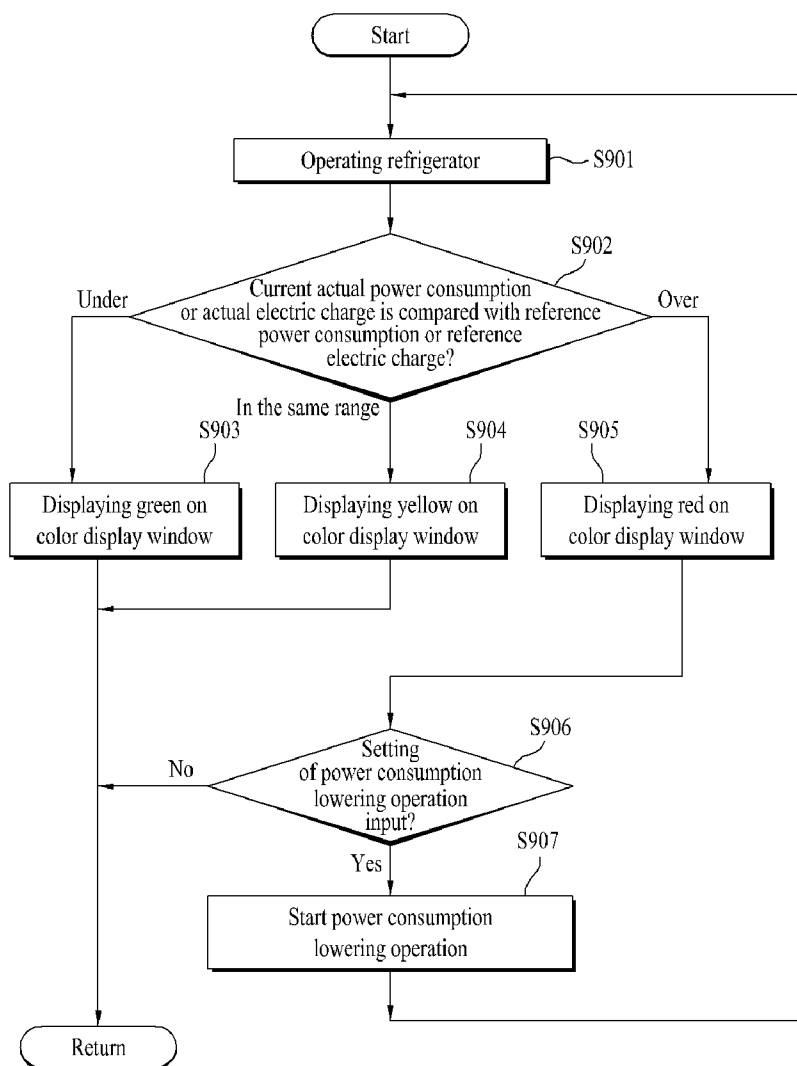 Start
Operating refrigerator
S901
S902
Under
Current actual power consumption
or actual electric charge is compared with reference
power consumption or reference
electric charge?
Over
In the same range
S903
S904
S905
Displaying green on
color display window
Displaying yellow on
color display window
Displaying red on
color display window
S906
No
Setting
of power consumption
lowering operation
input?
Yes
S907
Start power consumption
lowering operation
Return